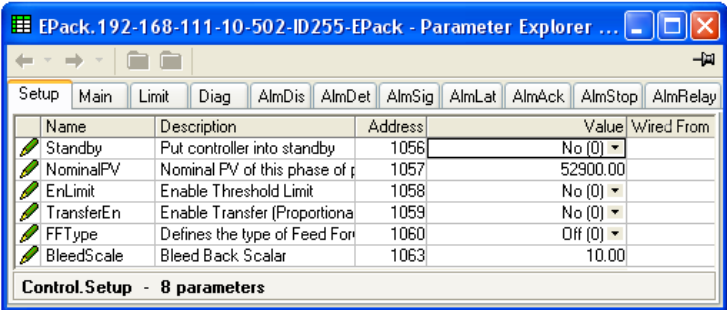 EPack.192-168-111-10-502-ID255-EPack - Parameter Explorer ...
Setup Main Limit Diag AlmDis AlmDet AlmSig AlmLat AlmAck AlmStop AlmRelay
Name Description Address Value Wired From
Standby Put controller into standby 1056 No (0)
NominalPV Nominal PV of this phase of p 1057 52900.00
EnLimit Enable Threshold Limit 1058 No (0)
TransferEn Enable Transfer (Proportiona 1059 No (0)
FFType Defines the type of Feed For 1060 Off (0)
BleedScale Bleed Back Scalar 1063 10.00
Control.Setup - 8 parameters